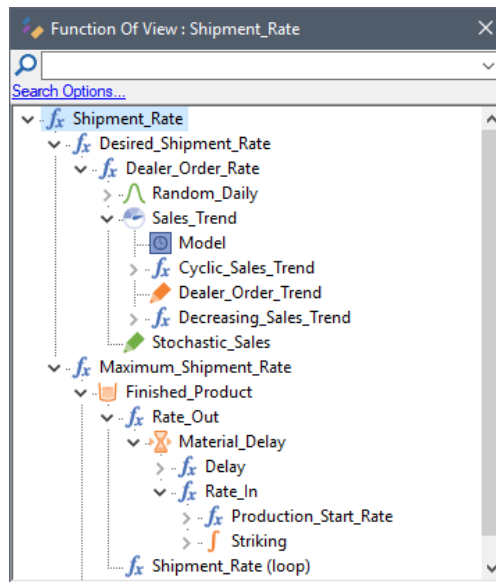 Function Of View : Shipment_Rate
Search Options...
Shipment_Rate
Desired_Shipment_Rate
Dealer_Order_Rate
Random_Daily
Sales_Trend
Model
Cyclic_Sales_Trend
Dealer_Order_Trend
Decreasing_Sales_Trend
Stochastic_Sales
Maximum_Shipment_Rate
Finished_Product
Rate_Out
Material_Delay
Delay
Rate_In
Production_Start_Rate
Striking
Shipment_Rate (loop)